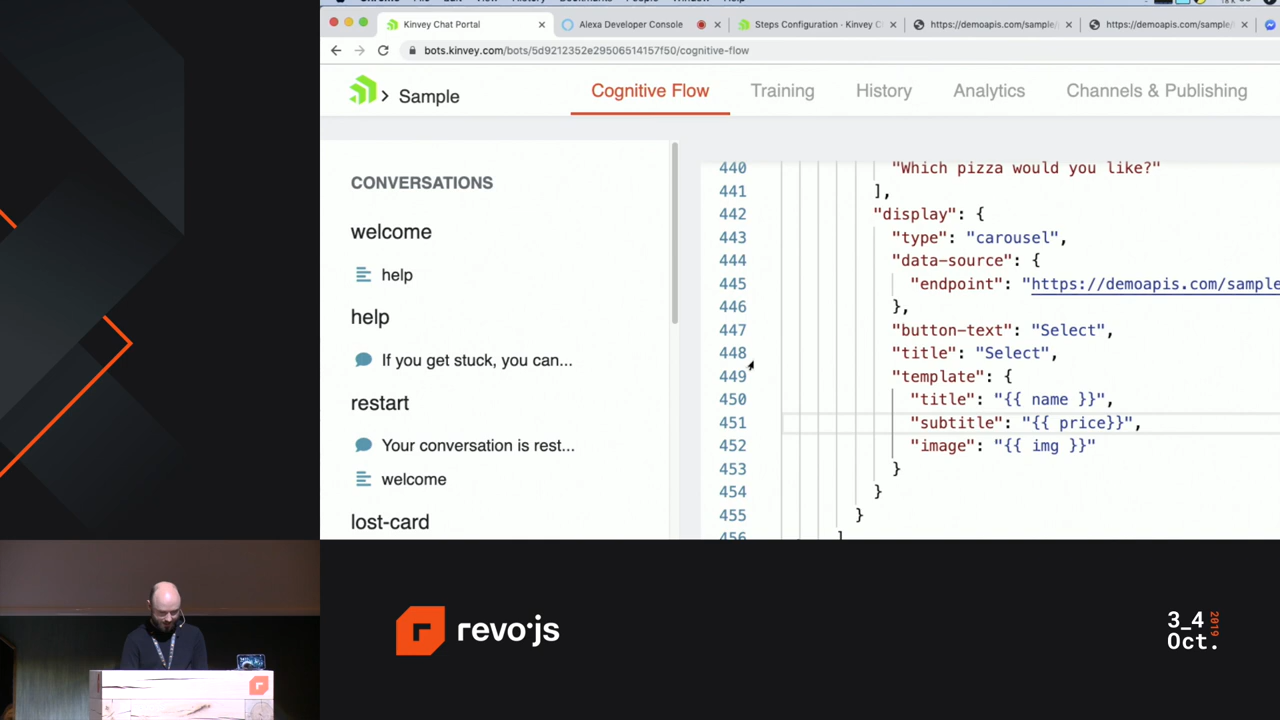 Kinvey Chat Portal
Alexa Developer Console
Steps Configuration - Kinvey C
https://demoapis.com/sample/
https://demoapis.com/sample/
bots.kinvey.com/bots/5d9212352e29506514157f50/cognitive-flow
Sample
Cognitive Flow
Training
History
Analytics
Channels & Publishing
CONVERSATIONS
welcome
help
help
If you get stuck, you can...
restart
Your conversation is rest...
welcome
lost-card
440 "Which pizza would you like?"
441 ],
442 "display": {
443 "type": "carousel",
444 "data-source": {
445 "endpoint": "https://demoapis.com/sample
446 },
447 "button-text": "Select",
448 "title": "Select",
449 "template": {
450 "title": "{{ name }}",
451 "subtitle": "{{ price}}",
452 "image": "{{ img }}"
453 }
454 }
455 }
456 ]
r revo·js
3_4 2019
Oct.